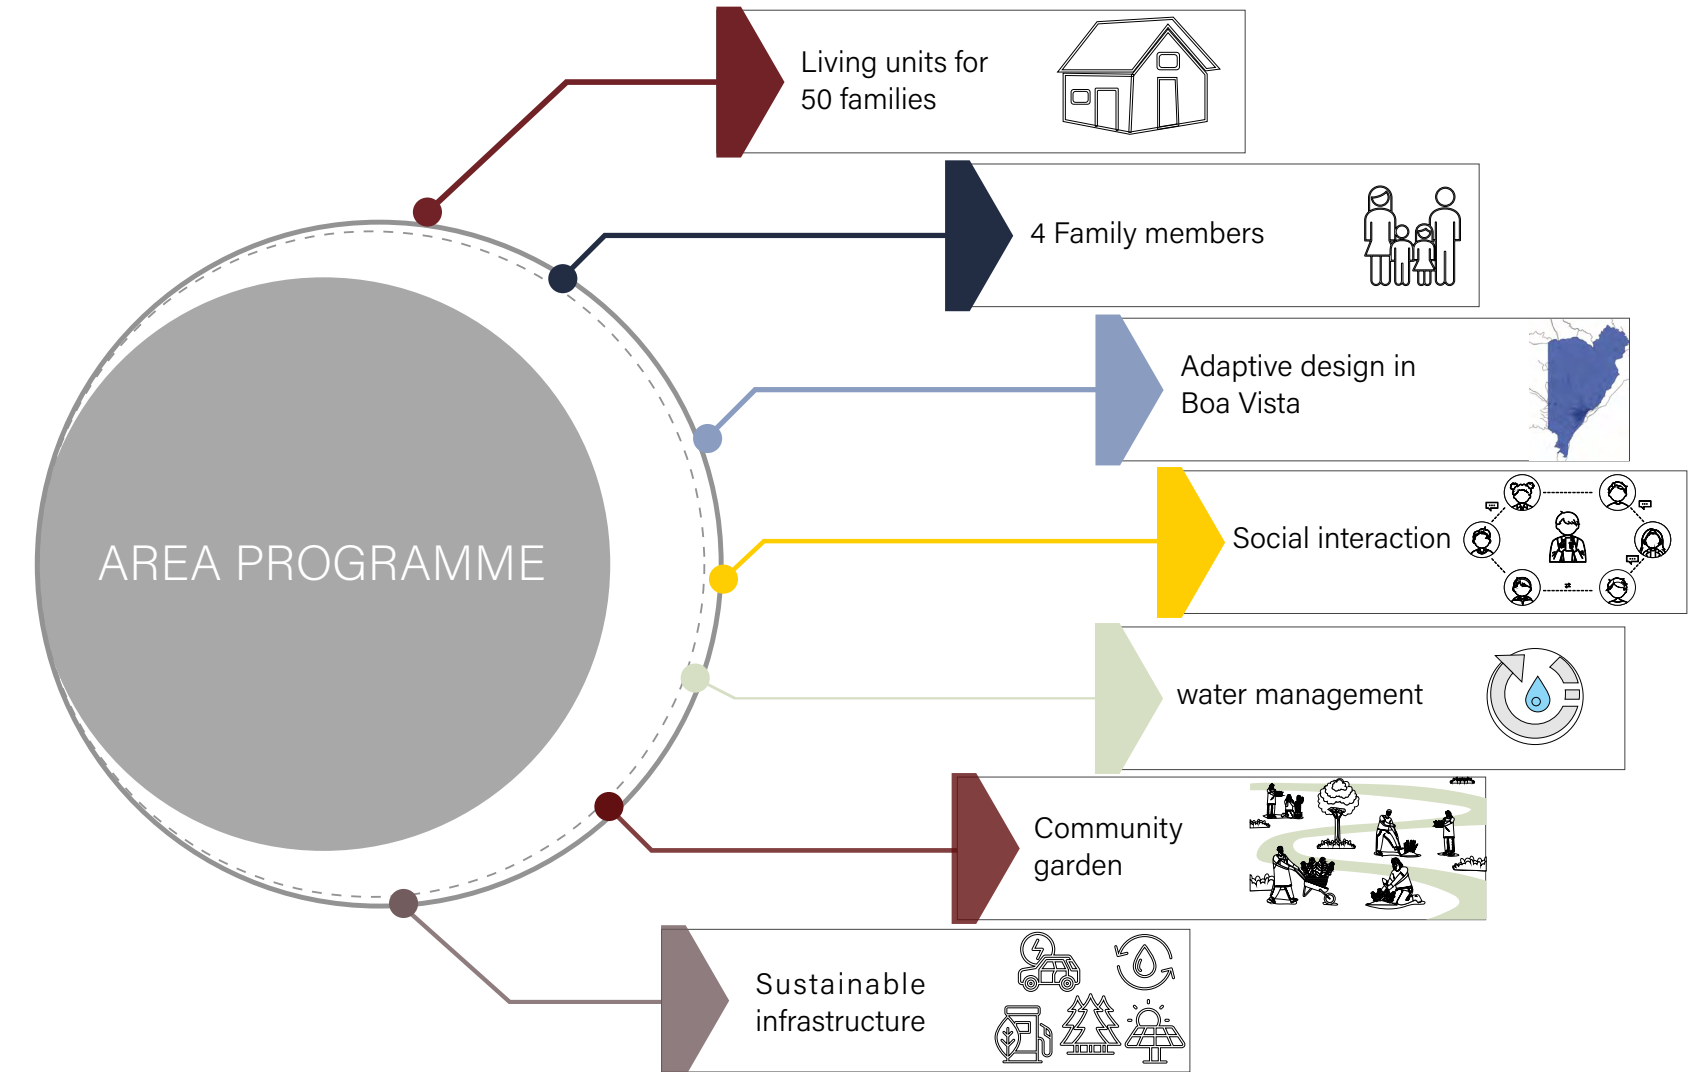 Living units for
50 families
4 Family members
Adaptive design in
Boa Vista
Social interaction
AREA PROGRAMME
water management
Community
garden
Sustainable
infrastructure